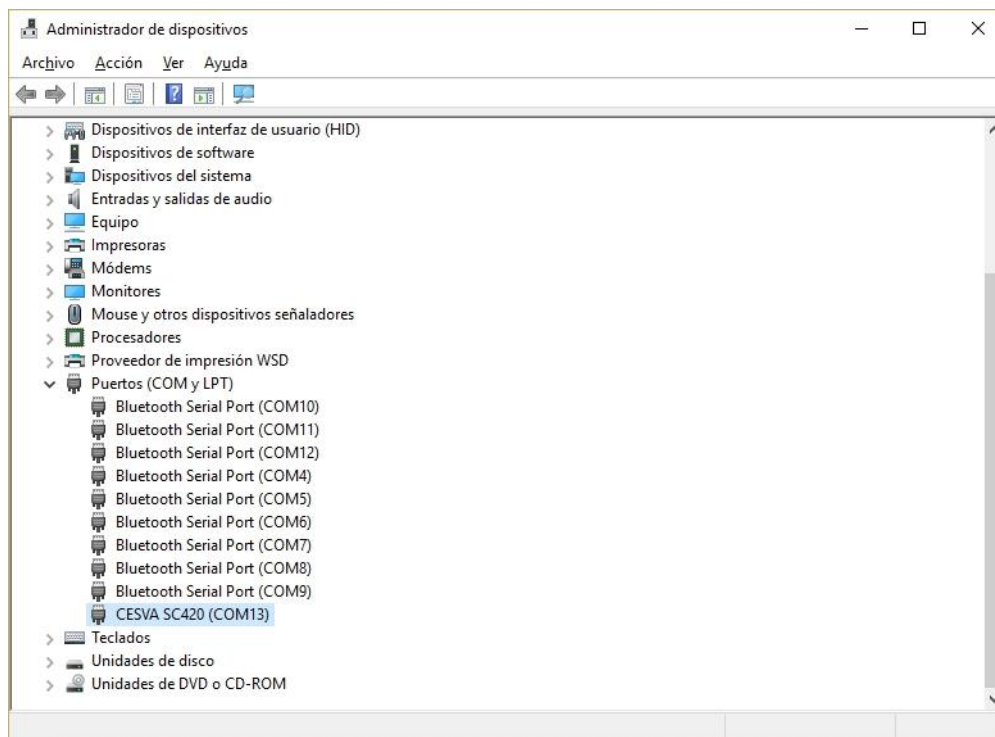 Administrador de dispositivos
Archivo Acción Ver Ayuda
Dispositivos de interfaz de usuario (HID)
Dispositivos de software
Dispositivos del sistema
Entradas y salidas de audio
Equipo
Impresoras
Módems
Monitores
Mouse y otros dispositivos señaladores
Procesadores
Proveedor de impresión WSD
Puertos (COM y LPT)
Bluetooth Serial Port (COM10)
Bluetooth Serial Port (COM11)
Bluetooth Serial Port (COM12)
Bluetooth Serial Port (COM4)
Bluetooth Serial Port (COM5)
Bluetooth Serial Port (COM6)
Bluetooth Serial Port (COM7)
Bluetooth Serial Port (COM8)
Bluetooth Serial Port (COM9)
CESVA SC420 (COM13)
Teclados
Unidades de disco
Unidades de DVD o CD-ROM